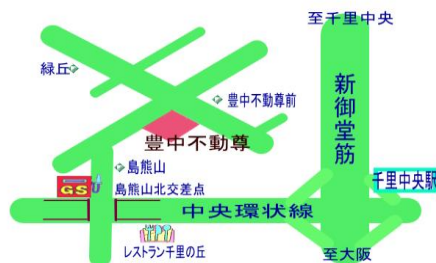 至千里中央
緑丘
豊中不動尊前
新御堂筋
豊中不動尊
島熊山
千里中央駅
GS
島熊山北交差点
中央環状線
レストラン千里の丘
至大阪